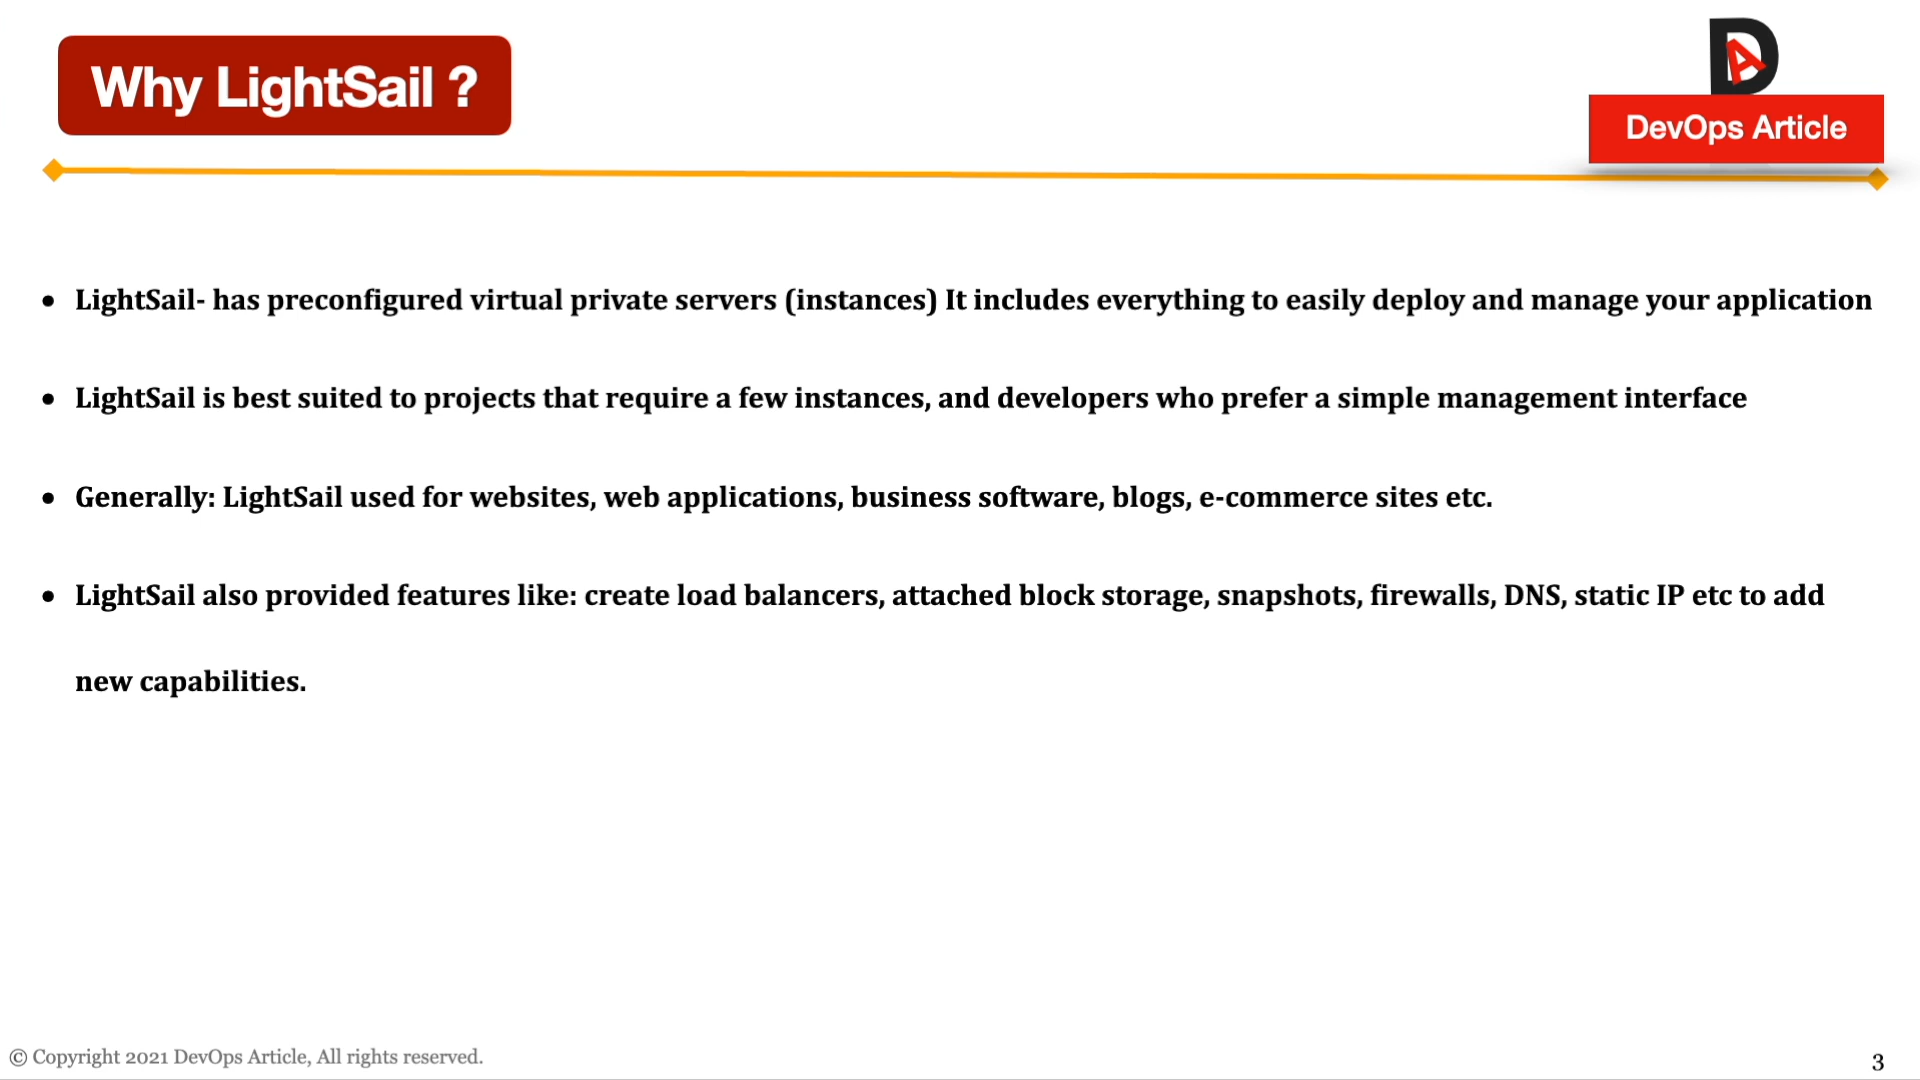 Why LightSail ?
DA
DevOps Article
• LightSail- has preconfigured virtual private servers (instances) It includes everything to easily deploy and manage your application
• LightSail is best suited to projects that require a few instances, and developers who prefer a simple management interface
• Generally: LightSail used for websites, web applications, business software, blogs, e-commerce sites etc.
• LightSail also provided features like: create load balancers, attached block storage, snapshots, firewalls, DNS, static IP etc to add
new capabilities.
© Copyright 2021 DevOps Article, All rights reserved.
3